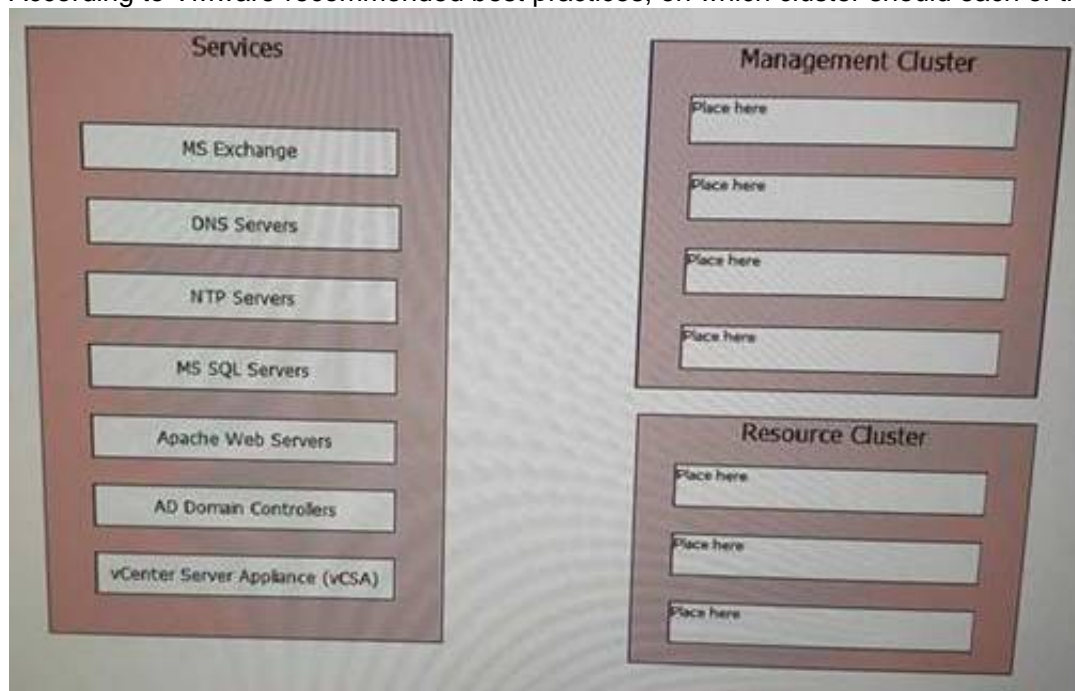 Services
MS Exchange
DNS Servers
NTP Servers
MS SQL Servers
Apache Web Servers
AD Domain Controllers
vCenter Server Appliance (vCSA)
Management Cluster
Place here
Place here
Place here
Place here
Resource Cluster
Place here
Place here
Place here